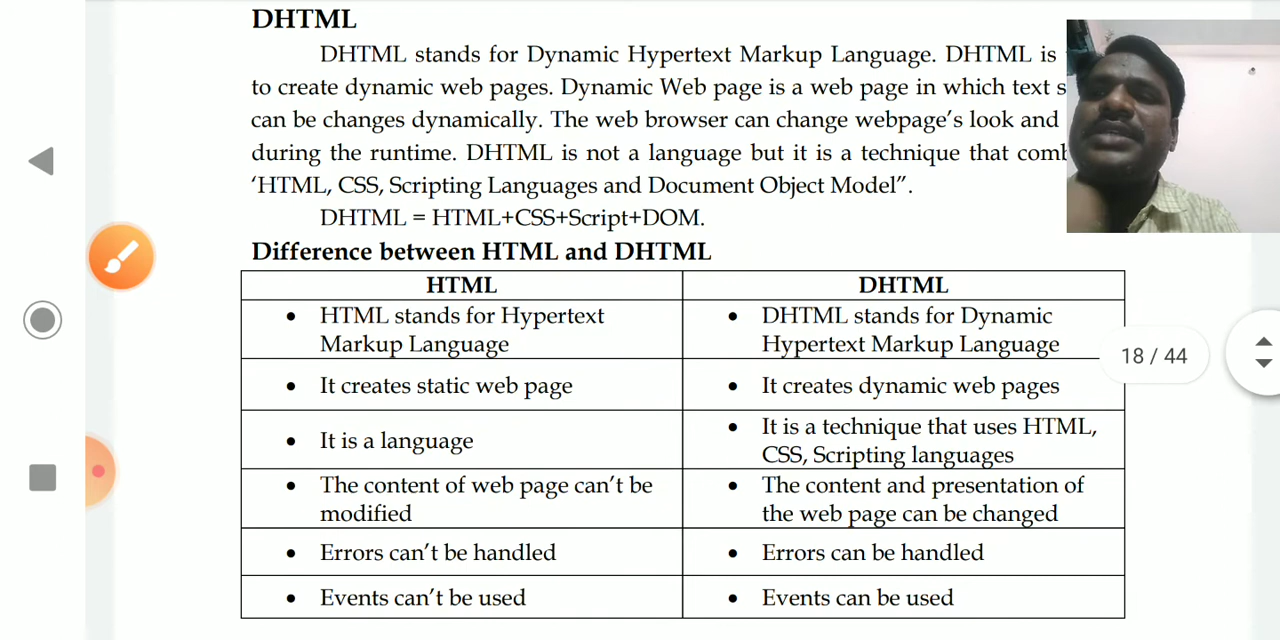 DHTML
DHTML stands for Dynamic Hypertext Markup Language. DHTML is
to create dynamic web pages. Dynamic Web page is a web page in which text
can be changes dynamically. The web browser can change webpage's look and
during the runtime. DHTML is not a language but it is a technique that
'HTML, CSS, Scripting Languages and Document Object Model”.
DHTML = HTML+CSS+Script+DOM.
Difference between HTML and DHTML
HTML
DHTML
• HTML stands for Hypertext
Markup Language
• DHTML stands for Dynamic
Hypertext Markup Language
• It creates static web page
• It creates dynamic web pages
• It is a language
• It is a technique that uses HTML,
CSS, Scripting languages
• The content of web page can't be
modified
• The content and presentation of
the web page can be changed
• Errors can't be handled
• Errors can be handled
• Events can't be used
• Events can be used
18 / 44